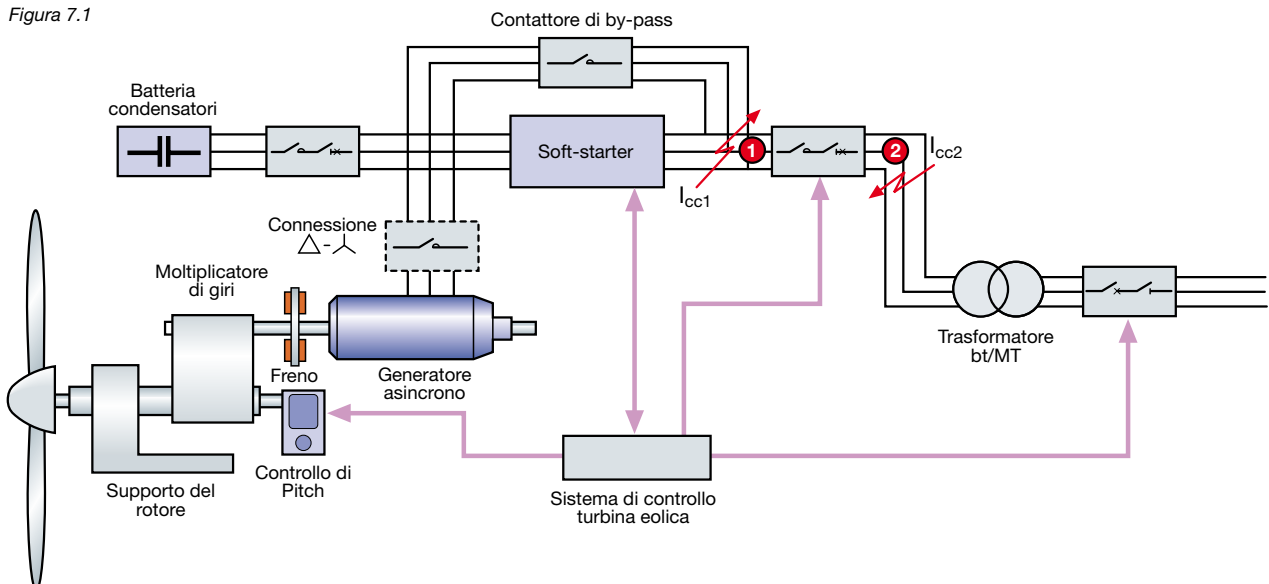 Figura 7.1
Contattore di by-pass
Batteria
condensatori
Soft-starter
1
2
Icc1
Icc2
Connessione
△-⅄
Moltiplicatore
di giri
Freno
Generatore
asincrono
Trasformatore
bt/MT
Supporto del
rotore
Controllo di
Pitch
Sistema di controllo
turbina eolica